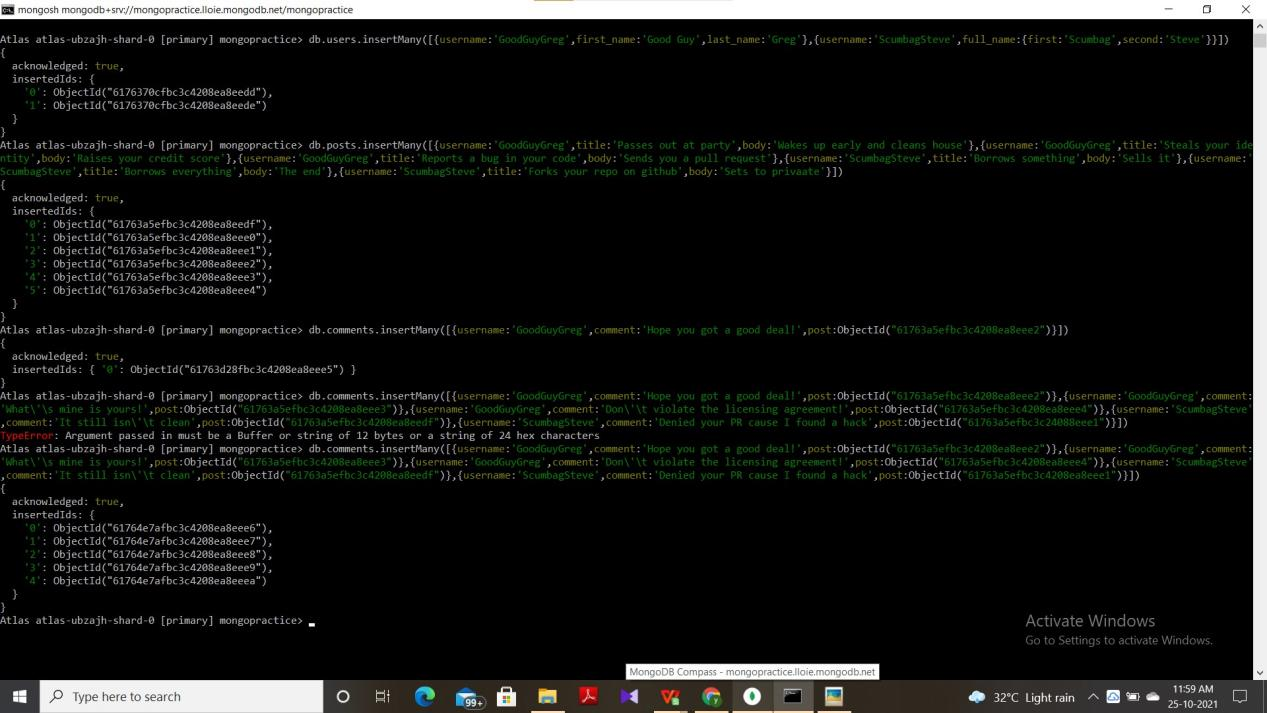 mongosh mongodb+srv://mongopractice.lloie.mongodb.net/mongopractice
Atlas atlas-ubzajh-shard-0 [primary] mongopractice> db.users.insertMany([{username:'GoodGuyGreg',first_name:'Good Guy',last_name:'Greg'},{username:'ScumbagSteve',full_name:{first:'Scumbag',second:'Steve'}}])
{
acknowledged: true,
insertedIds: {
'0': ObjectId("6176370cfbc3c4208ea8eedd"),
'1': ObjectId("6176370cfbc3c4208ea8eede")
}
}
Atlas atlas-ubzajh-shard-0 [primary] mongopractice> db.posts.insertMany([{username:'GoodGuyGreg',title:'Passes out at party',body:'Wakes up early and cleans house'},{username:'GoodGuyGreg',title:'Steals your ide
ntity',body:'Raises your credit score'},{username:'GoodGuyGreg',title:'Reports a bug in your code',body:'Sends you a pull request'},{username:'ScumbagSteve',title:'Borrows something',body:'Sells it'},{username:'
ScumbagSteve',title:'Borrows everything',body:'The end'},{username:'ScumbagSteve',title:'Forks your repo on github',body:'Sets to privaate'}])
{
acknowledged: true,
insertedIds: {
'0': ObjectId("61763a5efbc3c4208ea8eedf"),
'1': ObjectId("61763a5efbc3c4208ea8eee0"),
'2': ObjectId("61763a5efbc3c4208ea8eee1"),
'3': ObjectId("61763a5efbc3c4208ea8eee2"),
'4': ObjectId("61763a5efbc3c4208ea8eee3"),
'5': ObjectId("61763a5efbc3c4208ea8eee4")
}
}
Atlas atlas-ubzajh-shard-0 [primary] mongopractice> db.comments.insertMany([{username:'GoodGuyGreg',comment:'Hope you got a good deal!',post:ObjectId("61763a5efbc3c4208ea8eee2")}])
{
acknowledged: true,
insertedIds: { '0': ObjectId("61763d28fbc3c4208ea8eee5") }
}
Atlas atlas-ubzajh-shard-0 [primary] mongopractice> db.comments.insertMany([{username:'GoodGuyGreg',comment:'Hope you got a good deal!',post:ObjectId("61763a5efbc3c4208ea8eee2")},{username:'GoodGuyGreg',comment:
'What\'\s mine is yours!',post:ObjectId("61763a5efbc3c4208ea8eee3")},{username:'GoodGuyGreg',comment:'Don\'\t violate the licensing agreement!',post:ObjectId("61763a5efbc3c4208ea8eee4")},{username:'ScumbagSteve'
,comment:'It still isn\'\t clean',post:ObjectId("61763a5efbc3c4208ea8eedf")},{username:'ScumbagSteve',comment:'Denied your PR cause I found a hack',post:ObjectId("61763a5efbc3c24088eee1")}])
TypeError: Argument passed in must be a Buffer or string of 12 bytes or a string of 24 hex characters
Atlas atlas-ubzajh-shard-0 [primary] mongopractice> db.comments.insertMany([{username:'GoodGuyGreg',comment:'Hope you got a good deal!',post:ObjectId("61763a5efbc3c4208ea8eee2")},{username:'GoodGuyGreg',comment:
'What\'\s mine is yours!',post:ObjectId("61763a5efbc3c4208ea8eee3")},{username:'GoodGuyGreg',comment:'Don\'\t violate the licensing agreement!',post:ObjectId("61763a5efbc3c4208ea8eee4")},{username:'ScumbagSteve'
,comment:'It still isn\'\t clean',post:ObjectId("61763a5efbc3c4208ea8eedf")},{username:'ScumbagSteve',comment:'Denied your PR cause I found a hack',post:ObjectId("61763a5efbc3c4208ea8eee1")}])
{
acknowledged: true,
insertedIds: {
'0': ObjectId("61764e7afbc3c4208ea8eee6"),
'1': ObjectId("61764e7afbc3c4208ea8eee7"),
'2': ObjectId("61764e7afbc3c4208ea8eee8"),
'3': ObjectId("61764e7afbc3c4208ea8eee9"),
'4': ObjectId("61764e7afbc3c4208ea8eeea")
}
}
Atlas atlas-ubzajh-shard-0 [primary] mongopractice>
Activate Windows
Go to Settings to activate Windows.
MongoDB Compass - mongopractice.lloie.mongodb.net
Type here to search
99+
32°C Light rain
11:59 AM
25-10-2021